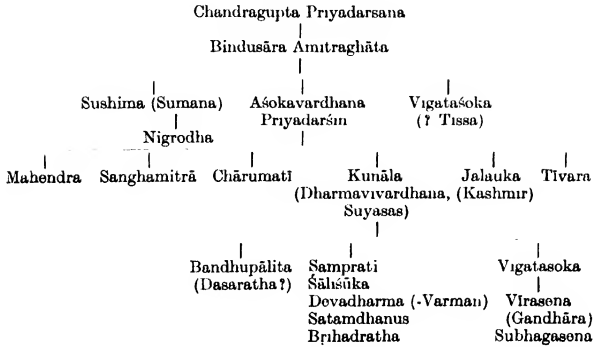 Chandragupta Priyadarsana
Bindusāra Amitraghāta
Sushima (Sumana) Aśokavardhana Vigataśoka
Priyadarśin (? Tissa)
Nigrodha
Mahendra Sanghamitrā Chārumatī Kunāla Jalauka Tīvara
(Dharmavivardhana, (Kashmir)
Suyasas)
Bandhupālita Samprati Vigatasoka
(Dasaratha?) Śāliśūka
Devadharma (-Varman) Vīrasena
Satamdhanus (Gandhāra)
Brihadratha Subhagasena